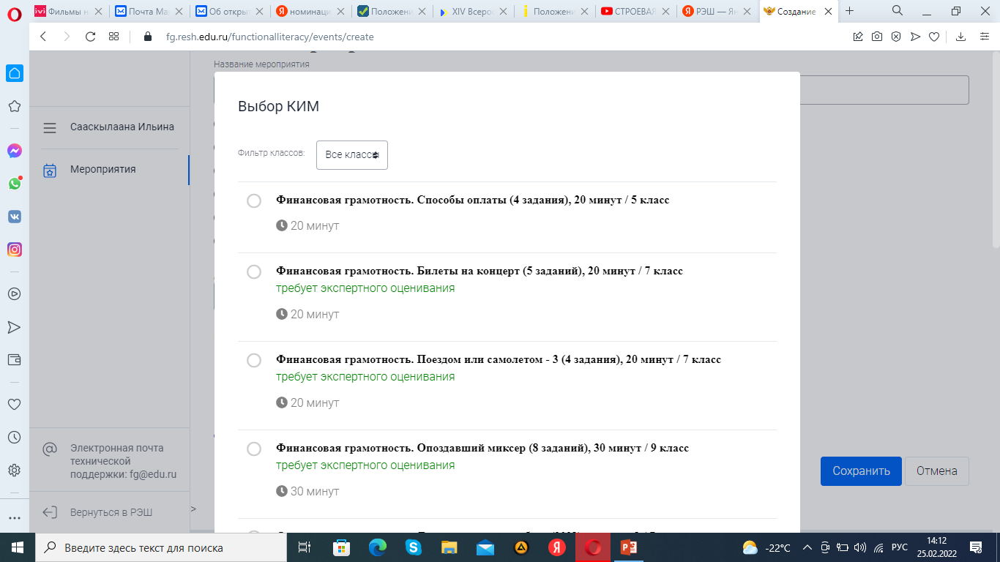 Фильмы н
Почта Ма
Об открыт
номинаци
Положени
XIV Всеро
Положени
СТРОЕВАЯ
РЭШ — Ян
Создание
fg.resh.edu.ru/functionalliteracy/events/create
Название мероприятия
Сааскылаана Ильина
Мероприятия
Электронная почта
технической
поддержки: fg@edu.ru
Вернуться в РЭШ
>
Выбор КИМ
Фильтр классов:
Все классы
Финансовая грамотность. Способы оплаты (4 задания), 20 минут / 5 класс
20 минут
Финансовая грамотность. Билеты на концерт (5 заданий), 20 минут / 7 класс
требует экспертного оценивания
20 минут
Финансовая грамотность. Поездом или самолетом - 3 (4 задания), 20 минут / 7 класс
требует экспертного оценивания
20 минут
Финансовая грамотность. Опоздавший миксер (8 заданий), 30 минут / 9 класс
требует экспертного оценивания
30 минут
Сохранить
Отмена
Введите здесь текст для поиска
-22°C
РУС
14:12
25.02.2022